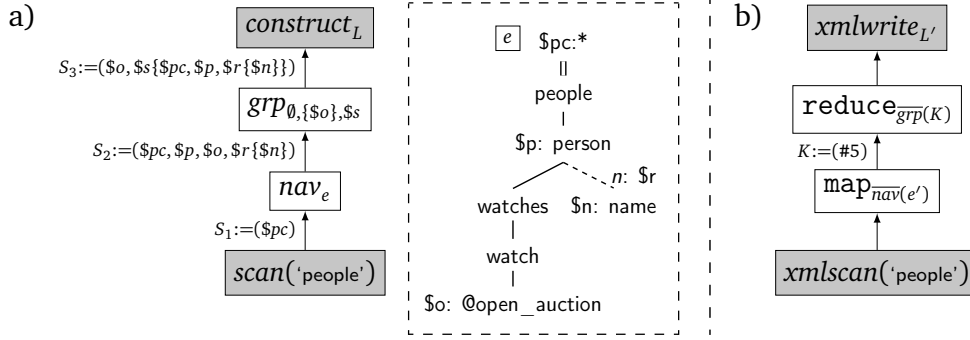 a)
construct_L
S_3:=($o, $s{$pc, $p, $r{$n}})
grp_∅,{$o},$s
S_2:=($pc, $p, $o, $r{$n})
nav_e
S_1:=($pc)
scan(‘people’)
e $pc:*
people
$p: person
n: $r
watches $n: name
watch
$o: @open_auction
b)
xmlwrite_L′
reduce_grp(K)
K:=(#5)
map_nav(e′)
xmlscan(‘people’)